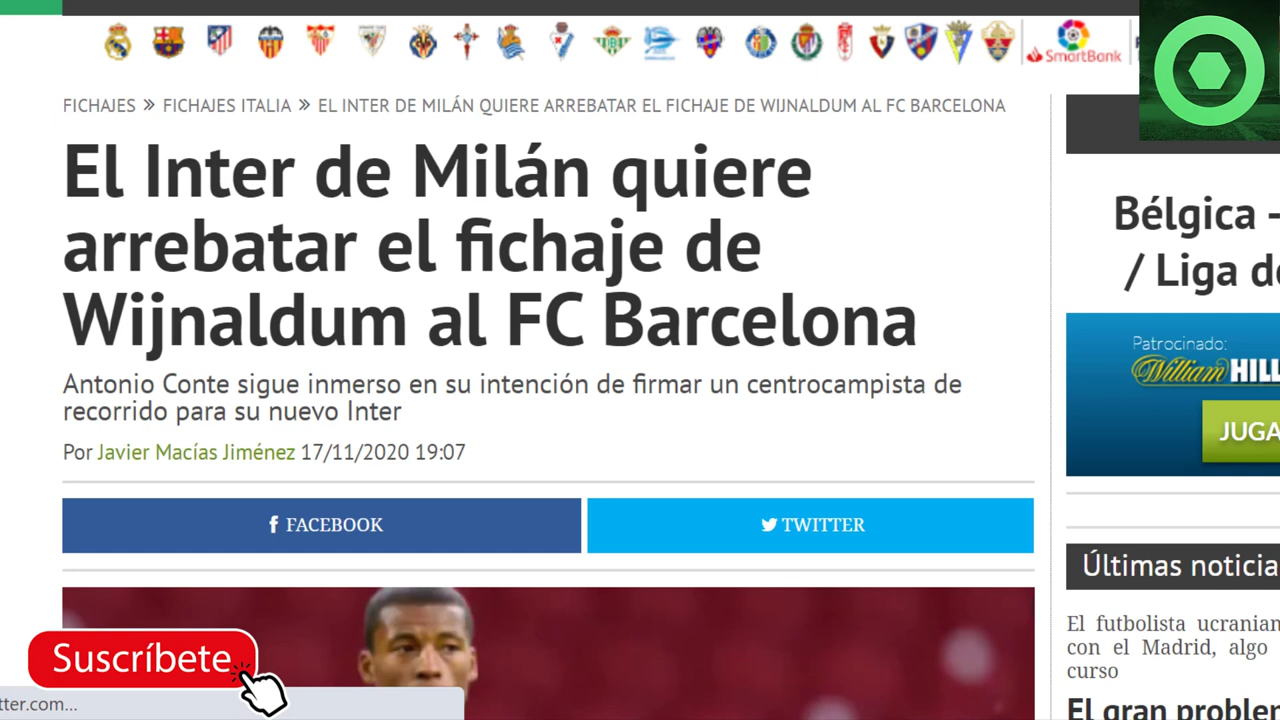 SmartBank
FICHAJES » FICHAJES ITALIA » EL INTER DE MILÁN QUIERE ARREBATAR EL FICHAJE DE WIJNALDUM AL FC BARCELONA
El Inter de Milán quiere
arrebatar el fichaje de
Wijnaldum al FC Barcelona
Antonio Conte sigue inmerso en su intención de firmar un centrocampista de
recorrido para su nuevo Inter
Por Javier Macías Jiménez 17/11/2020 19:07
FACEBOOK
TWITTER
Suscríbete
tter.com...
Bélgica -
/ Liga de
Patrocinado:
William HILL
JUGA
Últimas noticia
El futbolista ucranian
con el Madrid, algo
curso
El gran problem